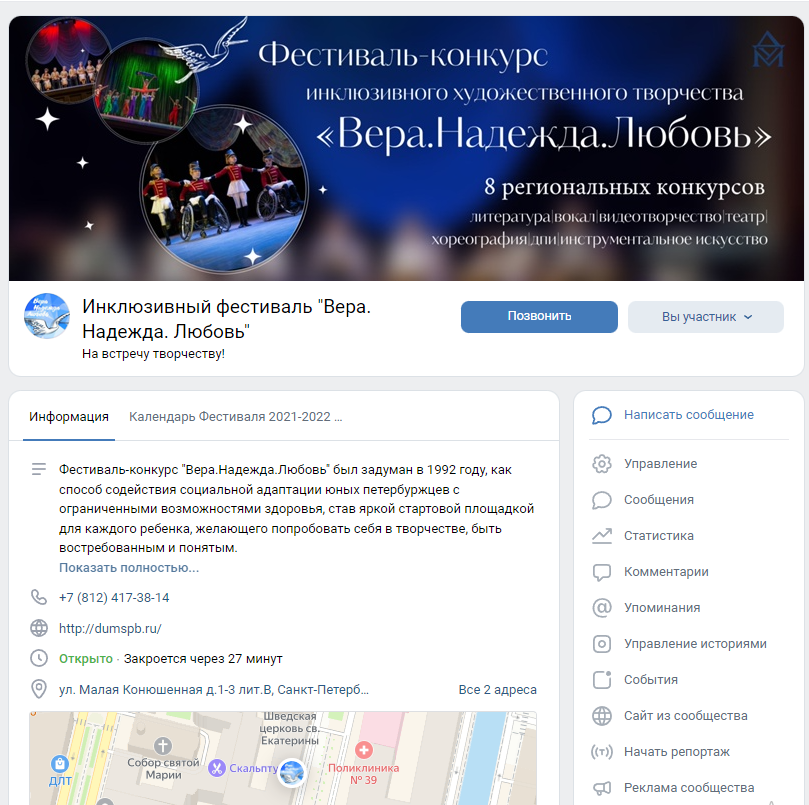 Фестиваль-конкурс
инклюзивного художественного творчества
«Вера.Надежда.Любовь»
8 региональных конкурсов
литература|вокал|видеотворчество|театр|
хореография|дпи|инструментальное искусство
Вера
Надежда
Любовь
Инклюзивный фестиваль "Вера.
Надежда. Любовь"
На встречу творчеству!
Позвонить
Вы участник
Информация
Календарь Фестиваля 2021-2022 ...
Фестиваль-конкурс "Вера.Надежда.Любовь" был задуман в 1992 году, как
способ содействия социальной адаптации юных петербуржцев с
ограниченными возможностями здоровья, став яркой стартовой площадкой
для каждого ребенка, желающего попробовать себя в творчестве, быть
востребованным и понятым.
Показать полностью...
+7 (812) 417-38-14
http://dumspb.ru/
Открыто · Закроется через 27 минут
ул. Малая Конюшенная д.1-3 лит.В, Санкт-Петерб...
Все 2 адреса
Шведская
церковь св.
Екатерины
Собор святой
Марии
Скальпту
Поликлиника
№ 39
ДЛТ
Написать сообщение
Управление
Сообщения
Статистика
Комментарии
Упоминания
Управление историями
События
Сайт из сообщества
Начать репортаж
Реклама сообщества